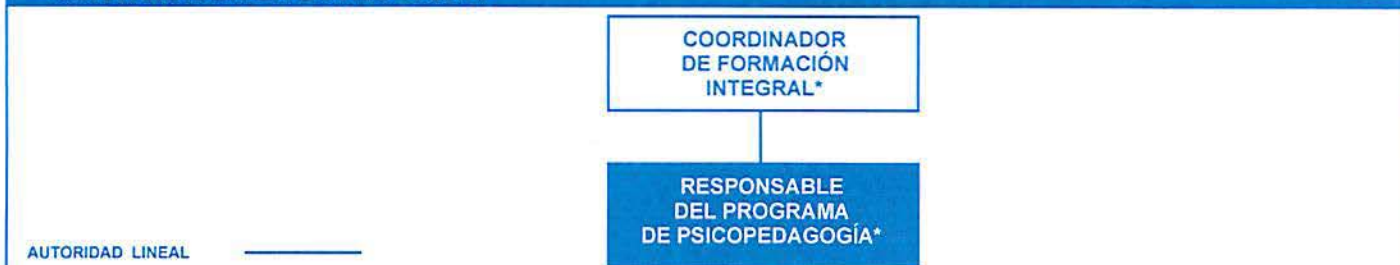 COORDINADOR
DE FORMACIÓN
INTEGRAL*
RESPONSABLE
DEL PROGRAMA
DE PSICOPEDAGOGÍA*
AUTORIDAD LINEAL